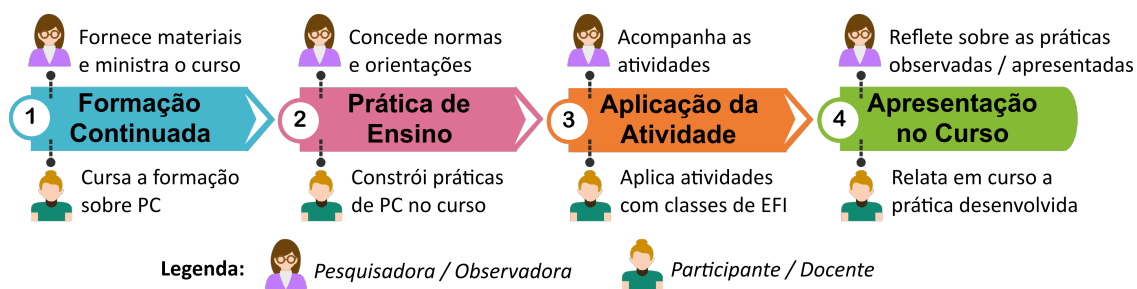 Fornece materiais
e ministra o curso
1
Formação
Continuada
Cursa a formação
sobre PC
Concede normas
e orientações
2
Prática de
Ensino
Constrói práticas
de PC no curso
Acompanha as
atividades
3
Aplicação da
Atividade
Aplica atividades
com classes de EFI
Reflete sobre as práticas
observadas / apresentadas
4
Apresentação
no Curso
Relata em curso a
prática desenvolvida
Legenda:
Pesquisadora / Observadora
Participante / Docente